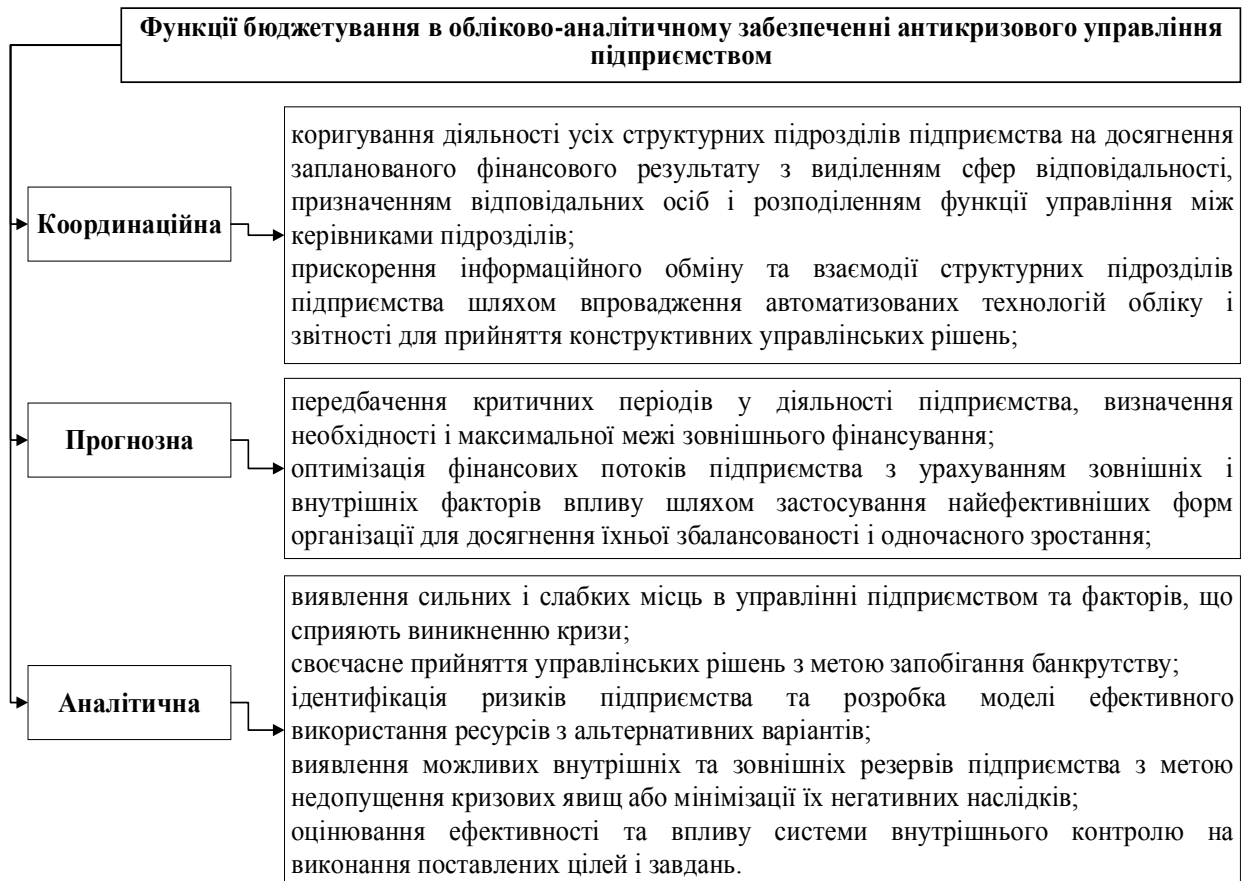 Функції бюджетування в обліково-аналітичному забезпеченні антикризового управління
підприємством
Координаційна
коригування діяльності усіх структурних підрозділів підприємства на досягнення
запланованого фінансового результату з виділенням сфер відповідальності,
призначенням відповідальних осіб і розподіленням функції управління між
керівниками підрозділів;
прискорення інформаційного обміну та взаємодії структурних підрозділів
підприємства шляхом впровадження автоматизованих технологій обліку і
звітності для прийняття конструктивних управлінських рішень;
Прогнозна
передбачення критичних періодів у діяльності підприємства, визначення
необхідності і максимальної межі зовнішнього фінансування;
оптимізація фінансових потоків підприємства з урахуванням зовнішніх і
внутрішніх факторів впливу шляхом застосування найефективніших форм
організації для досягнення їхньої збалансованості і одночасного зростання;
Аналітична
виявлення сильних і слабких місць в управлінні підприємством та факторів, що
сприяють виникненню кризи;
своєчасне прийняття управлінських рішень з метою запобігання банкрутству;
ідентифікація ризиків підприємства та розробка моделі ефективного
використання ресурсів з альтернативних варіантів;
виявлення можливих внутрішніх та зовнішніх резервів підприємства з метою
недопущення кризових явищ або мінімізації їх негативних наслідків;
оцінювання ефективності та впливу системи внутрішнього контролю на
виконання поставлених цілей і завдань.